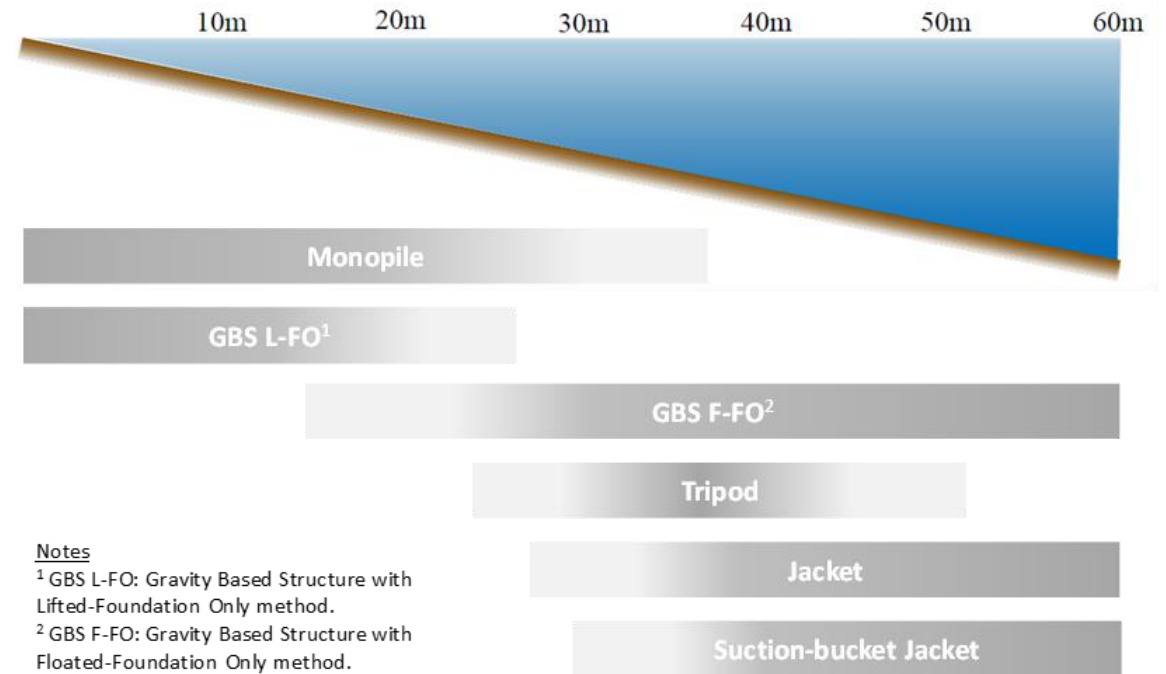 10m 20m 30m 40m 50m 60m
Monopile
GBS L-FO¹
GBS F-FO²
Tripod
Jacket
Suction-bucket Jacket
Notes
¹ GBS L-FO: Gravity Based Structure with
Lifted-Foundation Only method.
² GBS F-FO: Gravity Based Structure with
Floated-Foundation Only method.